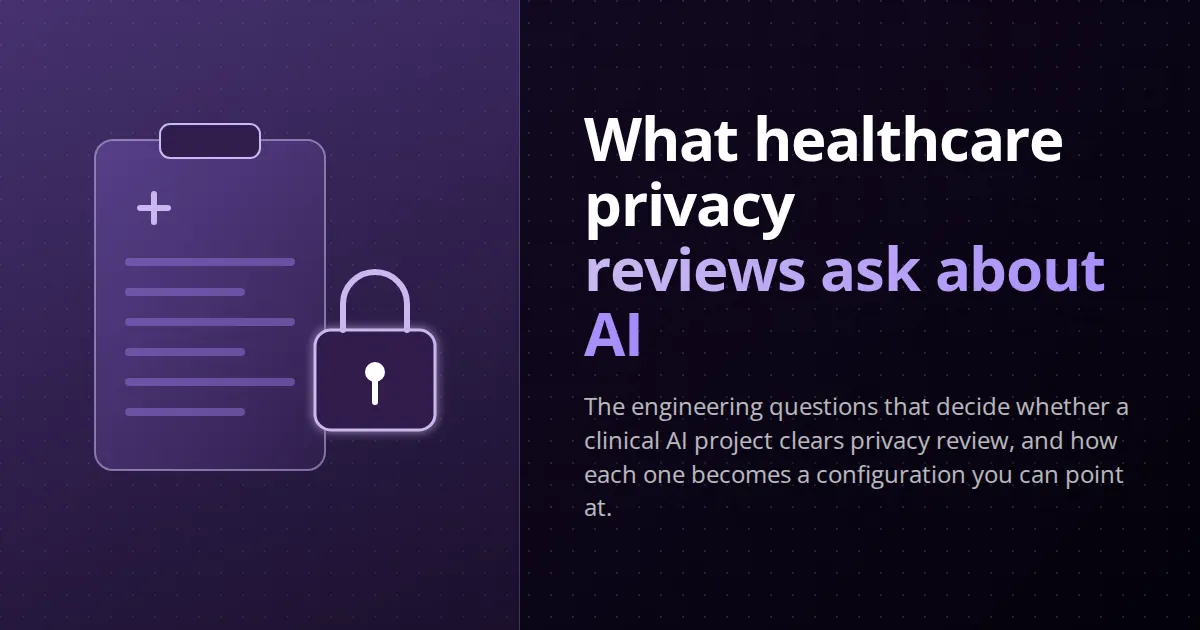 What healthcare
privacy
reviews ask about
AI
The engineering questions that decide whether a
clinical AI project clears privacy review, and how
each one becomes a configuration you can point
at.